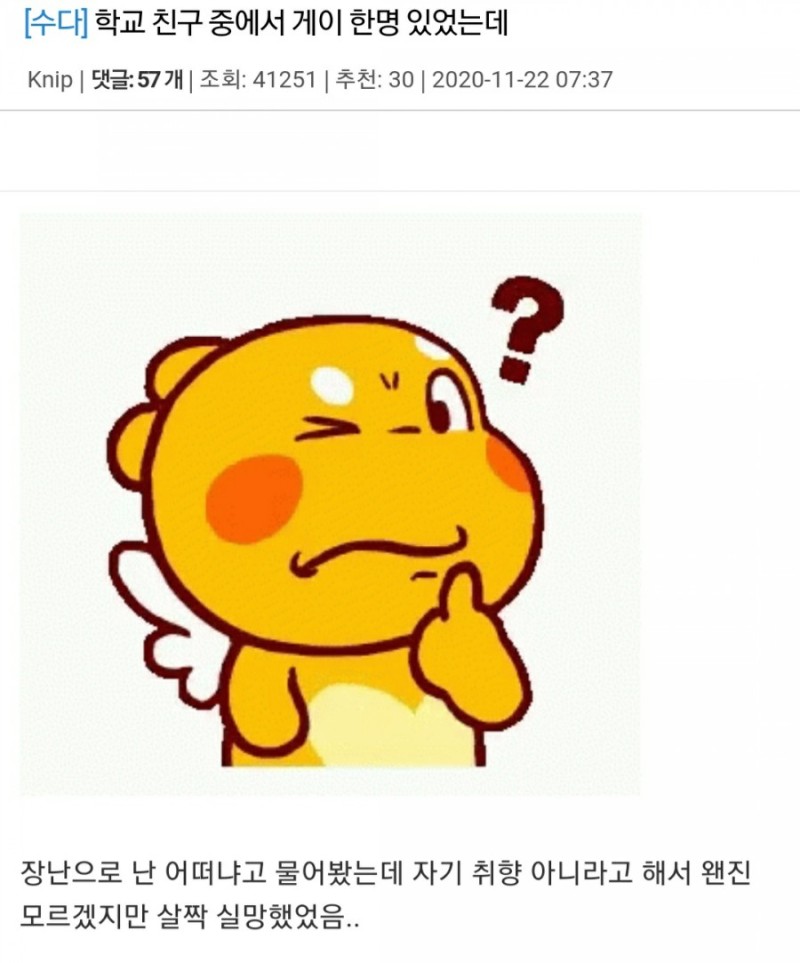 [수다] 학교 친구 중에서 게이 한명 있었는데
Knip | 댓글: 57 개 | 조회: 41251 | 추천: 30 | 2020-11-22 07:37
?
장난으로 난 어떠냐고 물어봤는데 자기 취향 아니라고 해서 왠진
모르겠지만 살짝 실망했었음..